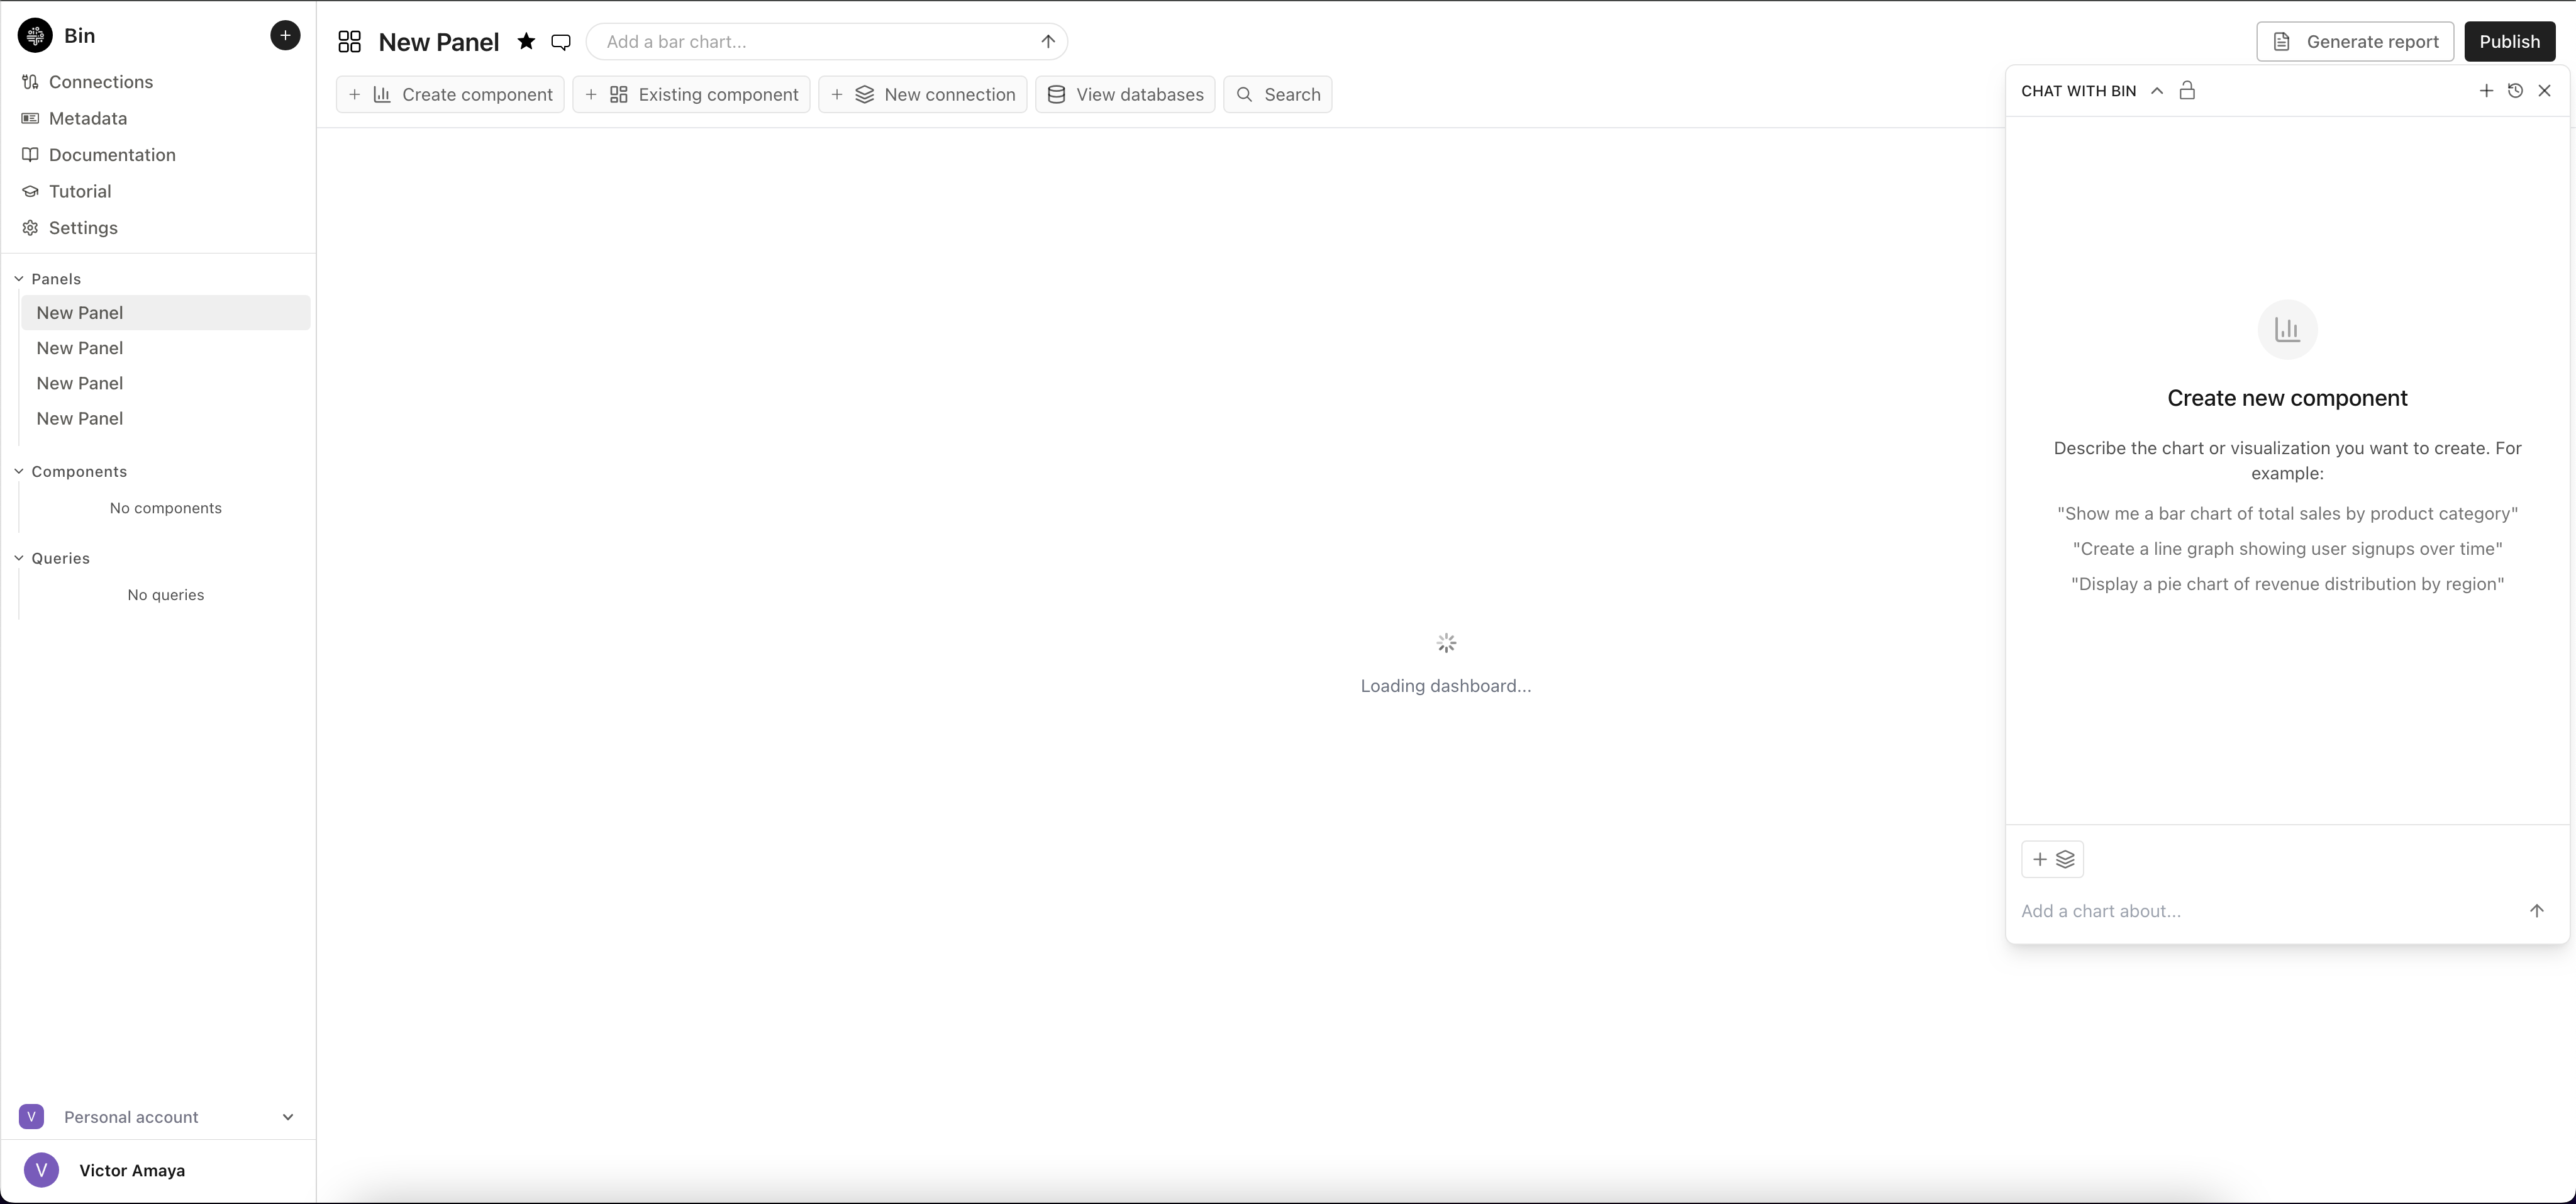 Bin
Connections
Metadata
Documentation
Tutorial
Settings
Panels
New Panel
New Panel
New Panel
New Panel
Components
No components
Queries
No queries
V Personal account
V Victor Amaya
New Panel
Add a bar chart...
Generate report
Publish
Create component
Existing component
New connection
View databases
Search
Loading dashboard...
CHAT WITH BIN
Create new component
Describe the chart or visualization you want to create. For
example:
"Show me a bar chart of total sales by product category"
"Create a line graph showing user signups over time"
"Display a pie chart of revenue distribution by region"
Add a chart about...